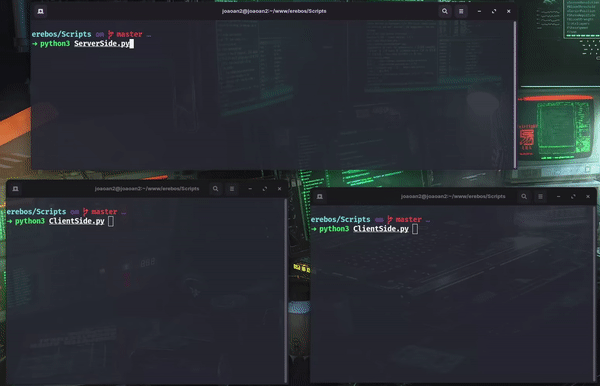 joaoan2@joaoan2:~/www/erebos/Scripts
erebos/Scripts on master …
➜ python3 ServerSide.py
joaoan2@joaoan2:~/www/erebos/Scripts
erebos/Scripts on master …
➜ python3 ClientSide.py
joaoan2@joaoan2:~/www/erebos/Scripts
erebos/Scripts on master …
➜ python3 ClientSide.py